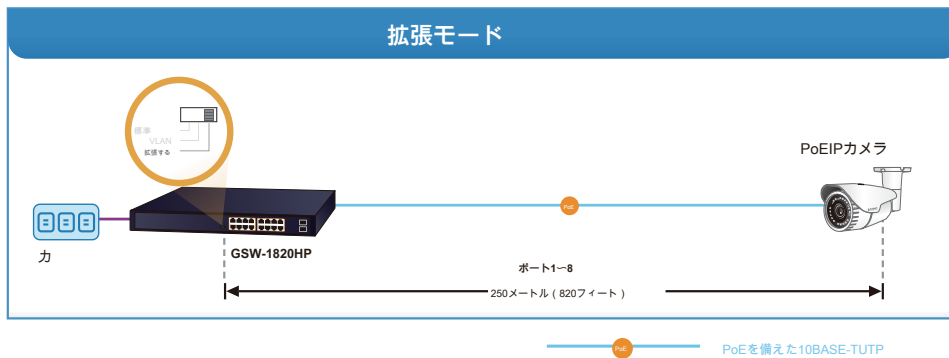 拡張モード
標準
VLAN
拡張する
PoEIPカメラ
PoE
力
GSW-1820HP
ポート1〜8
250メートル（820フィート）
PoE
PoEを備えた10BASE-TUTP